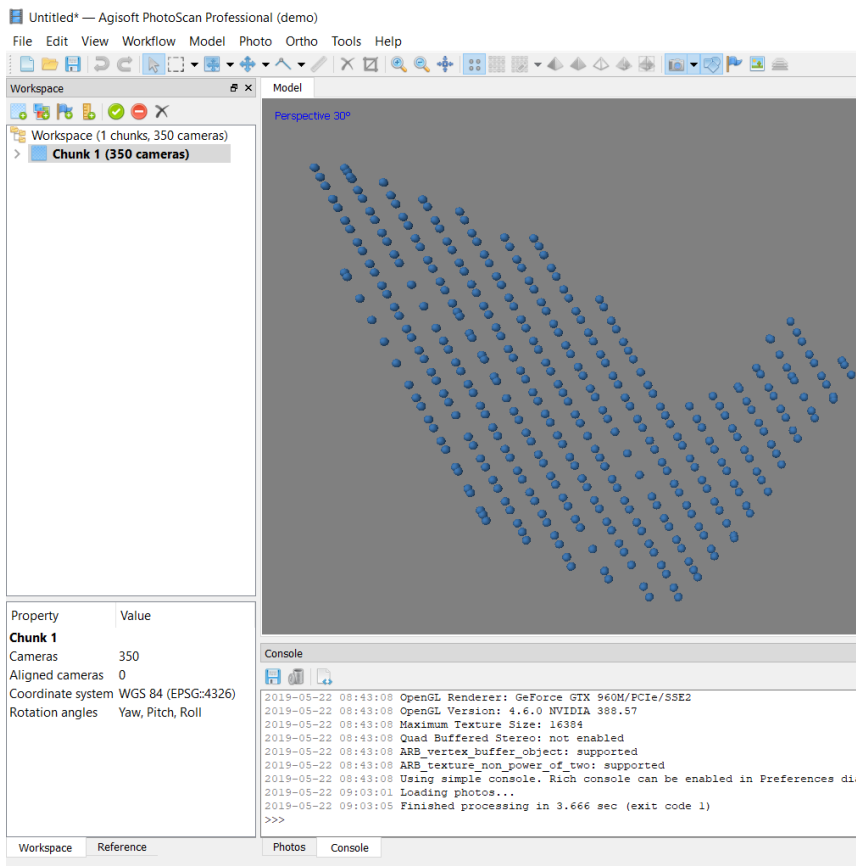 Untitled* — Agisoft PhotoScan Professional (demo)
File Edit View Workflow Model Photo Ortho Tools Help
Workspace
Model
Perspective 30º
Workspace (1 chunks, 350 cameras)
Chunk 1 (350 cameras)
Property Value
Chunk 1
Cameras 350
Aligned cameras 0
Coordinate system WGS 84 (EPSG::4326)
Rotation angles Yaw, Pitch, Roll
Console
2019-05-22 08:43:08 OpenGL Renderer: GeForce GTX 960M/PCIe/SSE2
2019-05-22 08:43:08 OpenGL Version: 4.6.0 NVIDIA 388.57
2019-05-22 08:43:08 Maximum Texture Size: 16384
2019-05-22 08:43:08 Quad Buffered Stereo: not enabled
2019-05-22 08:43:08 ARB_vertex_buffer_object: supported
2019-05-22 08:43:08 ARB_texture_non_power_of_two: supported
2019-05-22 08:43:08 Using simple console. Rich console can be enabled in Preferences dia
2019-05-22 09:03:01 Loading photos...
2019-05-22 09:03:05 Finished processing in 3.666 sec (exit code 1)
>>>
Workspace Reference
Photos Console